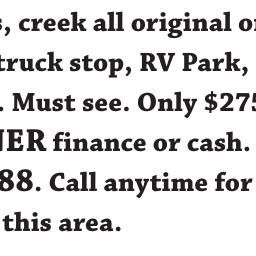 , creek all original o
truck stop, RV Park,
. Must see. Only $275
NER finance or cash.
88. Call anytime for
this area.